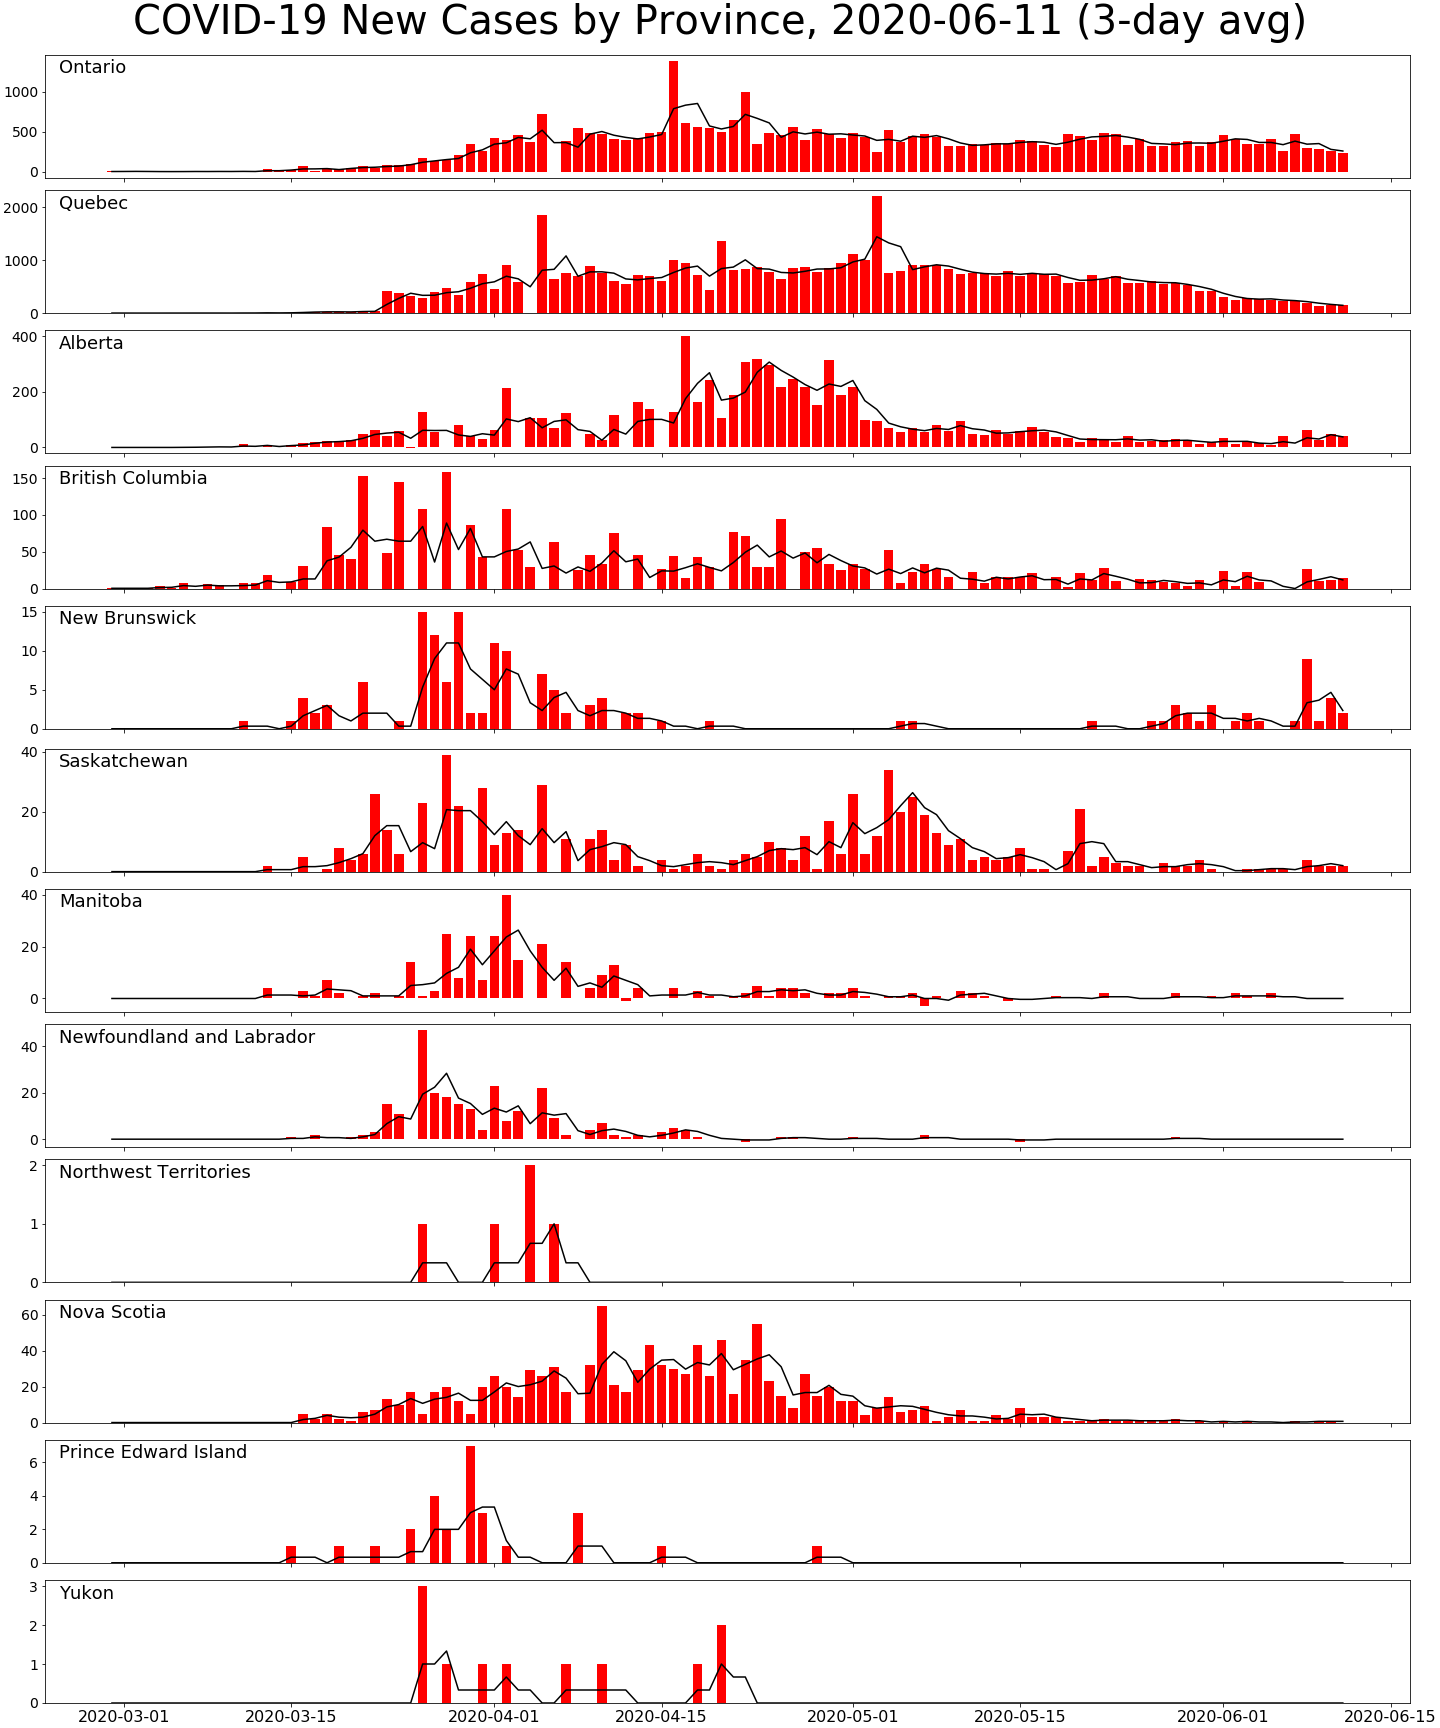 COVID-19 New Cases by Province, 2020-06-11 (3-day avg)
Ontario
1000
500
0
Quebec
2000
1000
0
Alberta
400
200
0
British Columbia
150
100
50
0
New Brunswick
15
10
5
0
Saskatchewan
40
20
0
Manitoba
40
20
0
Newfoundland and Labrador
40
20
0
Northwest Territories
2
1
0
Nova Scotia
60
40
20
0
Prince Edward Island
6
4
2
0
Yukon
3
2
1
0
2020-03-01 2020-03-15 2020-04-01 2020-04-15 2020-05-01 2020-05-15 2020-06-01 2020-06-15